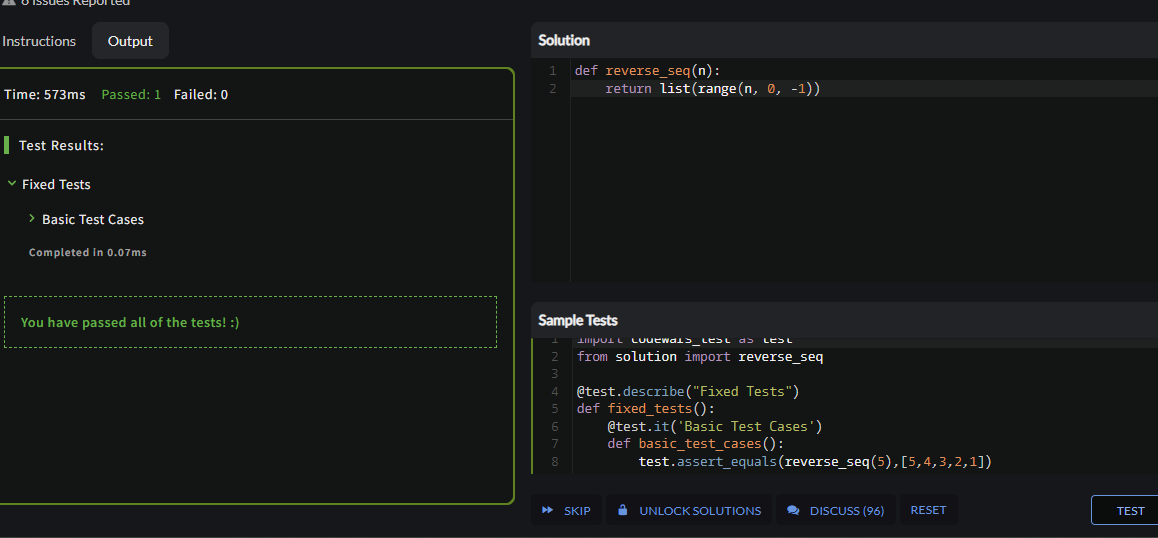 6 Issues Reported
Instructions
Output
Time: 573ms Passed: 1 Failed: 0
Test Results:
Fixed Tests
Basic Test Cases
Completed in 0.07ms
You have passed all of the tests! :)
Solution
1 def reverse_seq(n):
2 return list(range(n, 0, -1))
Sample Tests
1 import codewars_test as test
2 from solution import reverse_seq
3
4 @test.describe("Fixed Tests")
5 def fixed_tests():
6 @test.it('Basic Test Cases')
7 def basic_test_cases():
8 test.assert_equals(reverse_seq(5),[5,4,3,2,1])
SKIP
UNLOCK SOLUTIONS
DISCUSS (96)
RESET
TEST